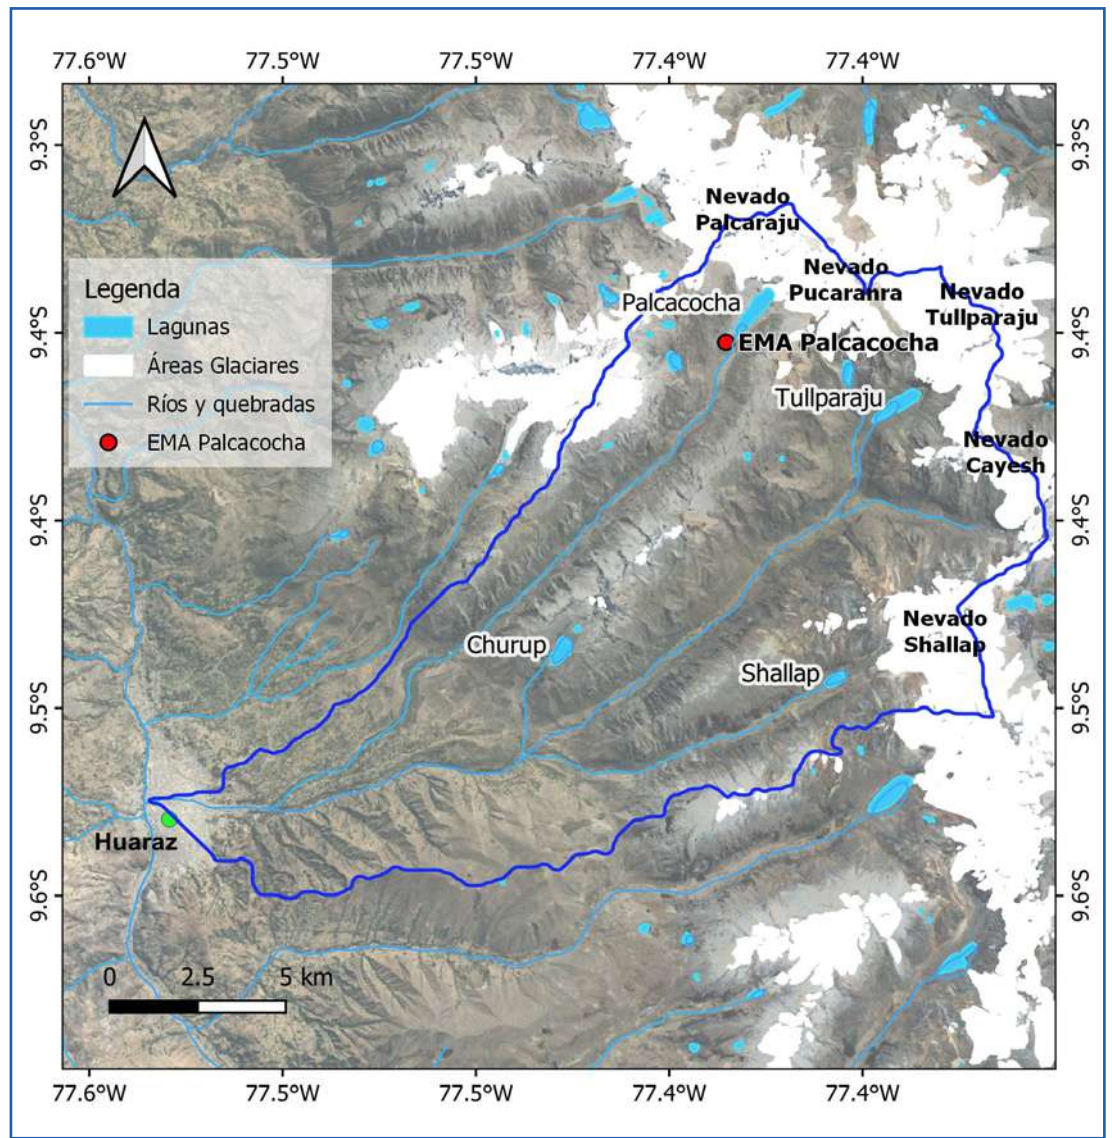 77.6°W 77.5°W 77.5°W 77.4°W 77.4°W
9.3°S 9.3°S
Nevado
Palcaraju
Nevado
Pucaranra
Nevado
Tullparaju
Legenda
Lagunas
Áreas Glaciares
Ríos y quebradas
EMA Palcacocha
Palcacocha
9.4°S 9.4°S
EMA Palcacocha
Tullparaju
Nevado
Cayesh
9.4°S 9.4°S
Nevado
Shallap
Churup
Shallap
9.5°S 9.5°S
Huaraz
9.6°S 9.6°S
0 2.5 5 km
77.6°W 77.5°W 77.5°W 77.4°W 77.4°W